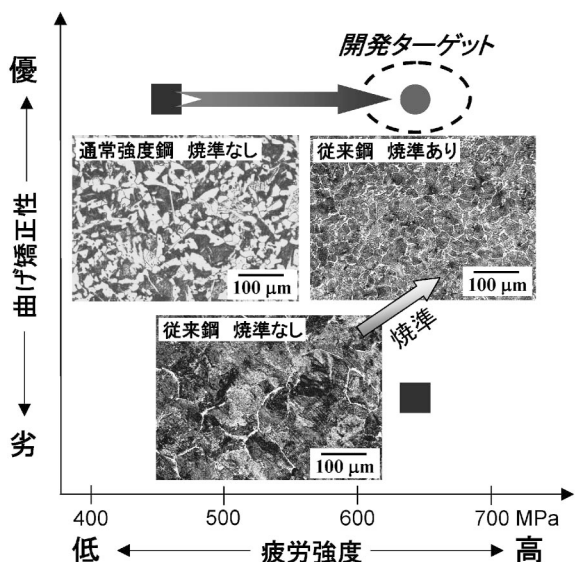 開発ターゲット
優
曲げ矯正性
劣
通常強度鋼 焼準なし
100 μm
従来鋼 焼準あり
100 μm
焼準
従来鋼 焼準なし
100 μm
400 500 600 700 MPa
低 疲労強度 高